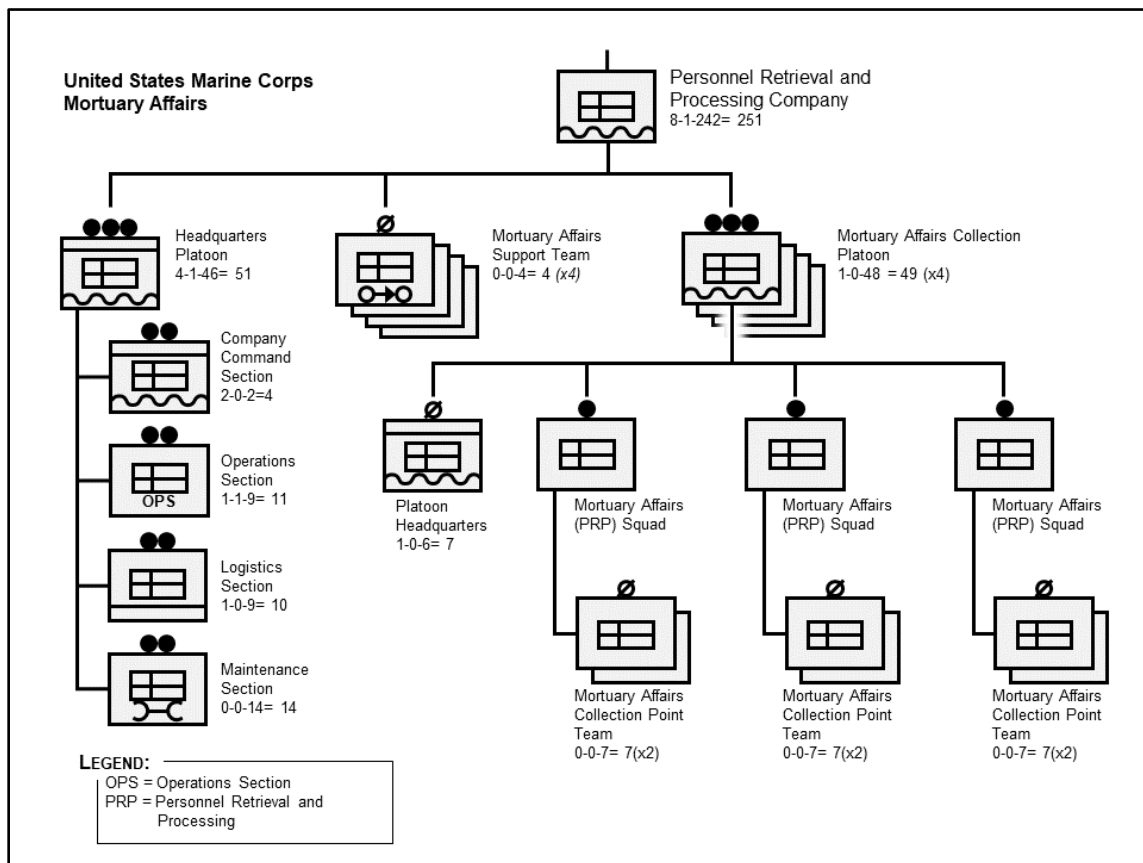 United States Marine Corps
Mortuary Affairs
Personnel Retrieval and
Processing Company
8-1-242= 251
Headquarters
Platoon
4-1-46= 51
Mortuary Affairs
Support Team
0-0-4= 4 (x4)
Mortuary Affairs Collection
Platoon
1-0-48 = 49 (x4)
Company
Command
Section
2-0-2=4
Operations
Section
1-1-9= 11
OPS
Logistics
Section
1-0-9= 10
Maintenance
Section
0-0-14= 14
Platoon
Headquarters
1-0-6= 7
Mortuary Affairs
(PRP) Squad
Mortuary Affairs
(PRP) Squad
Mortuary Affairs
(PRP) Squad
Mortuary Affairs
Collection Point
Team
0-0-7= 7(x2)
Mortuary Affairs
Collection Point
Team
0-0-7= 7(x2)
Mortuary Affairs
Collection Point
Team
0-0-7= 7(x2)
LEGEND:
OPS = Operations Section
PRP = Personnel Retrieval and
Processing